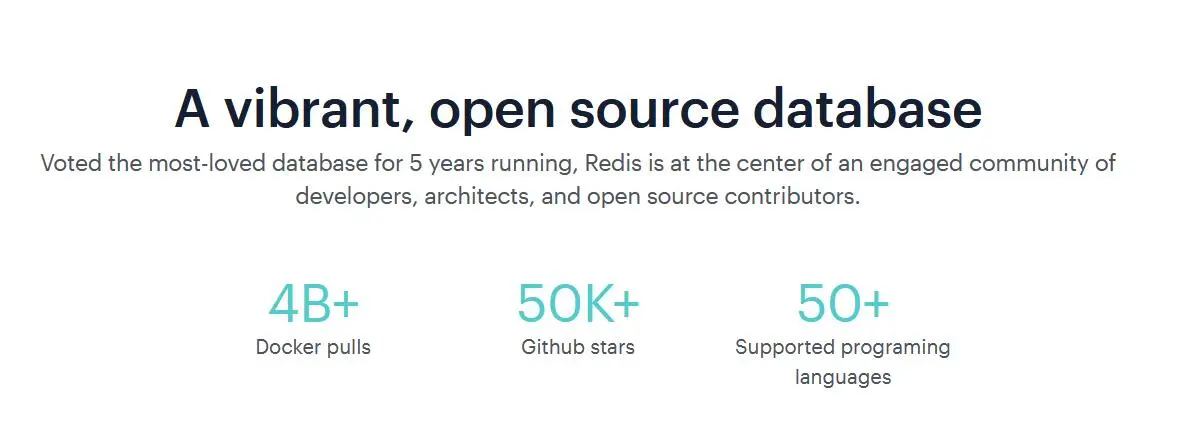 A vibrant, open source database
Voted the most-loved database for 5 years running, Redis is at the center of an engaged community of
developers, architects, and open source contributors.
4B+
Docker pulls
50K+
Github stars
50+
Supported programing
languages